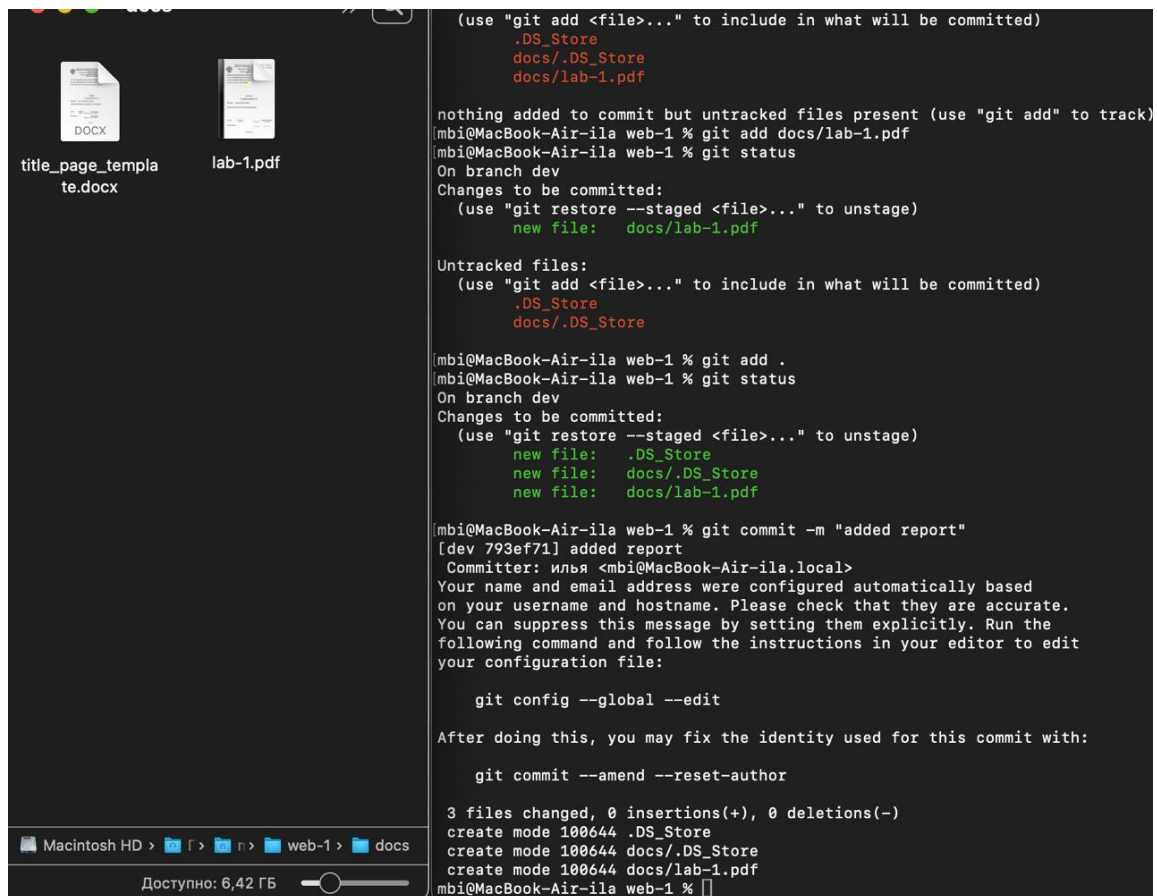 docs
DOCX
title_page_templa
te.docx
lab-1.pdf
Macintosh HD › › › web-1 › docs
Доступно: 6,42 ГБ
(use "git add <file>..." to include in what will be committed)
.DS_Store
docs/.DS_Store
docs/lab-1.pdf
nothing added to commit but untracked files present (use "git add" to track)
[mbi@MacBook-Air-ila web-1 % git add docs/lab-1.pdf
[mbi@MacBook-Air-ila web-1 % git status
On branch dev
Changes to be committed:
(use "git restore --staged <file>..." to unstage)
new file:   docs/lab-1.pdf
Untracked files:
(use "git add <file>..." to include in what will be committed)
.DS_Store
docs/.DS_Store
[mbi@MacBook-Air-ila web-1 % git add .
[mbi@MacBook-Air-ila web-1 % git status
On branch dev
Changes to be committed:
(use "git restore --staged <file>..." to unstage)
new file:   .DS_Store
new file:   docs/.DS_Store
new file:   docs/lab-1.pdf
[mbi@MacBook-Air-ila web-1 % git commit -m "added report"
[dev 793ef71] added report
Committer: илья <mbi@MacBook-Air-ila.local>
Your name and email address were configured automatically based
on your username and hostname. Please check that they are accurate.
You can suppress this message by setting them explicitly. Run the
following command and follow the instructions in your editor to edit
your configuration file:
git config --global --edit
After doing this, you may fix the identity used for this commit with:
git commit --amend --reset-author
3 files changed, 0 insertions(+), 0 deletions(-)
create mode 100644 .DS_Store
create mode 100644 docs/.DS_Store
create mode 100644 docs/lab-1.pdf
mbi@MacBook-Air-ila web-1 %